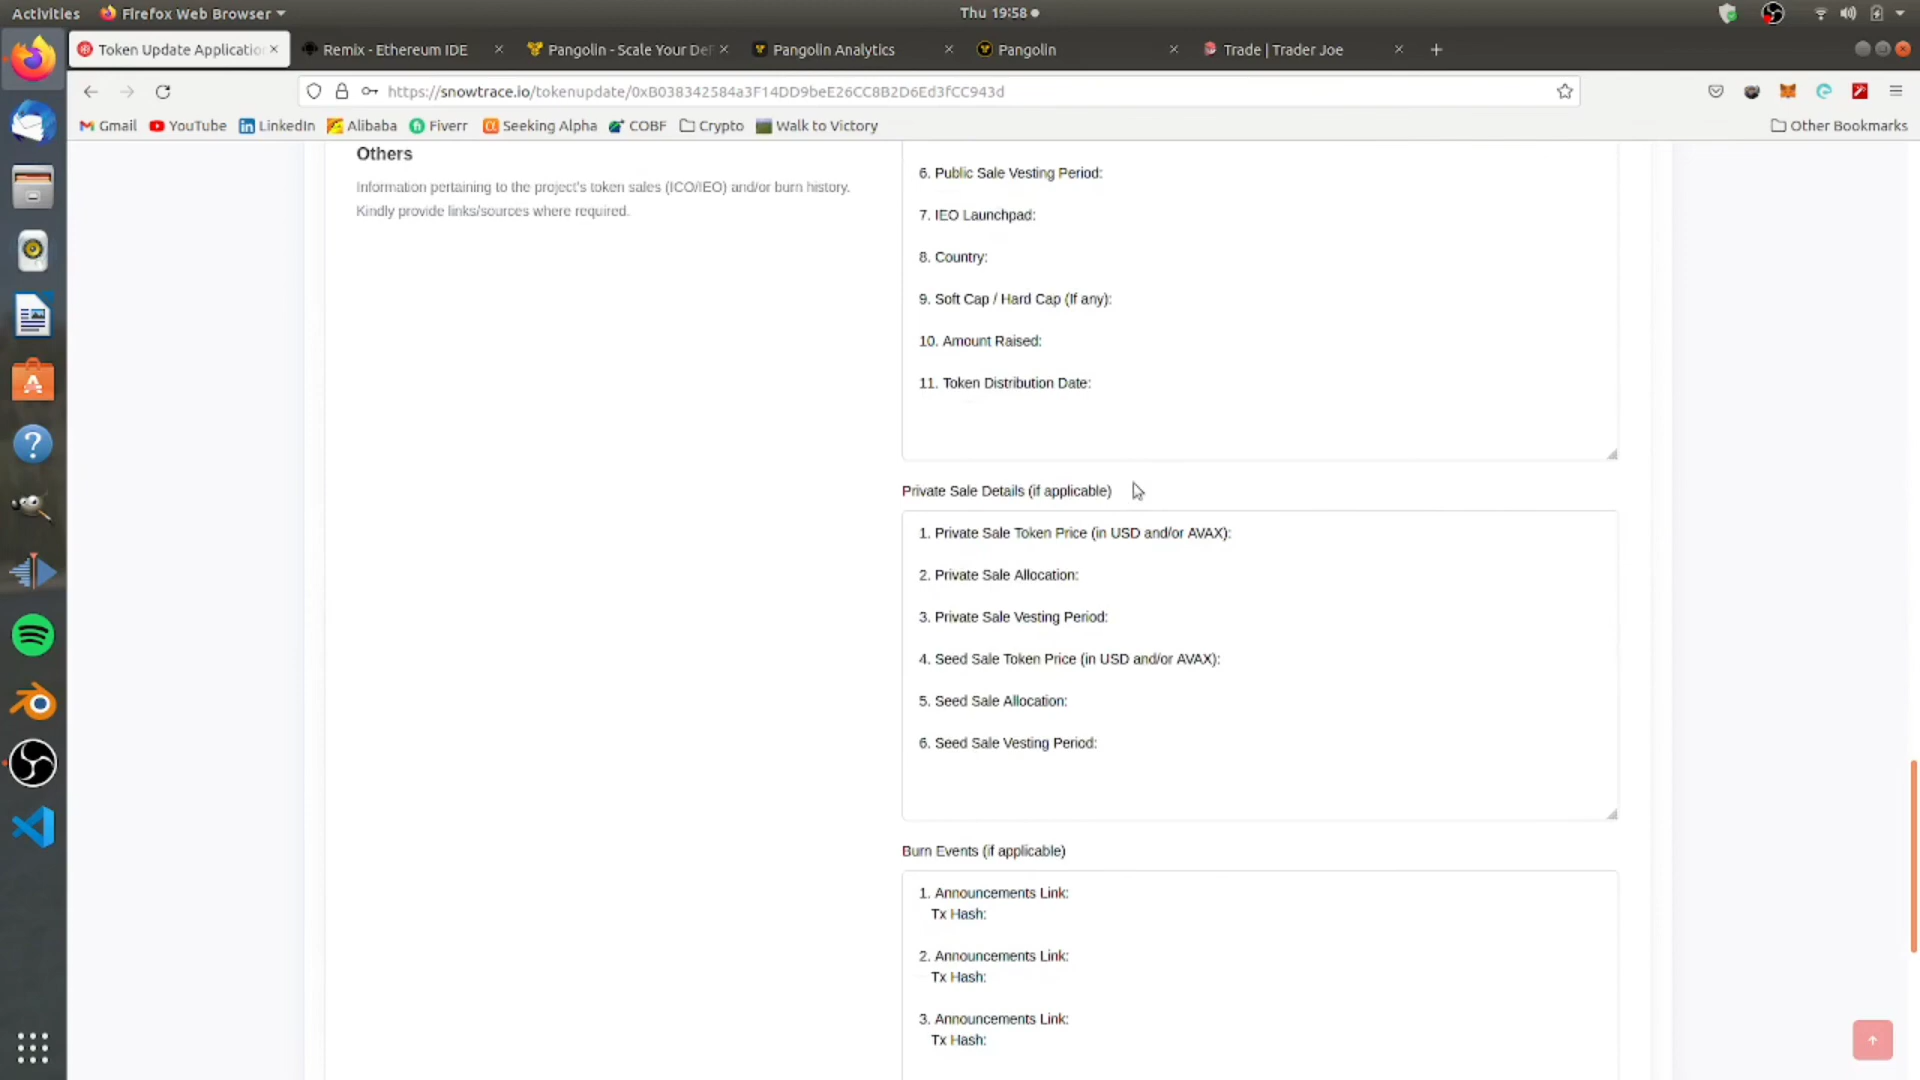 Activities
Firefox Web Browser
Thu 19:58
Token Update Applicatio
Remix - Ethereum IDE
Pangolin - Scale Your De
Pangolin Analytics
Pangolin
Trade | Trader Joe
https://snowtrace.io/tokenupdate/0xB038342584a3F14DD9beE26CC8B2D6Ed3fCC943d
Gmail
YouTube
LinkedIn
Alibaba
Fiverr
Seeking Alpha
COBF
Crypto
Walk to Victory
Other Bookmarks
Others
Information pertaining to the project's token sales (ICO/IEO) and/or burn history.
Kindly provide links/sources where required.
6. Public Sale Vesting Period:
7. IEO Launchpad:
8. Country:
9. Soft Cap / Hard Cap (If any):
10. Amount Raised:
11. Token Distribution Date:
Private Sale Details (if applicable)
1. Private Sale Token Price (in USD and/or AVAX):
2. Private Sale Allocation:
3. Private Sale Vesting Period:
4. Seed Sale Token Price (in USD and/or AVAX):
5. Seed Sale Allocation:
6. Seed Sale Vesting Period:
Burn Events (if applicable)
1. Announcements Link:
Tx Hash:
2. Announcements Link:
Tx Hash:
3. Announcements Link:
Tx Hash: